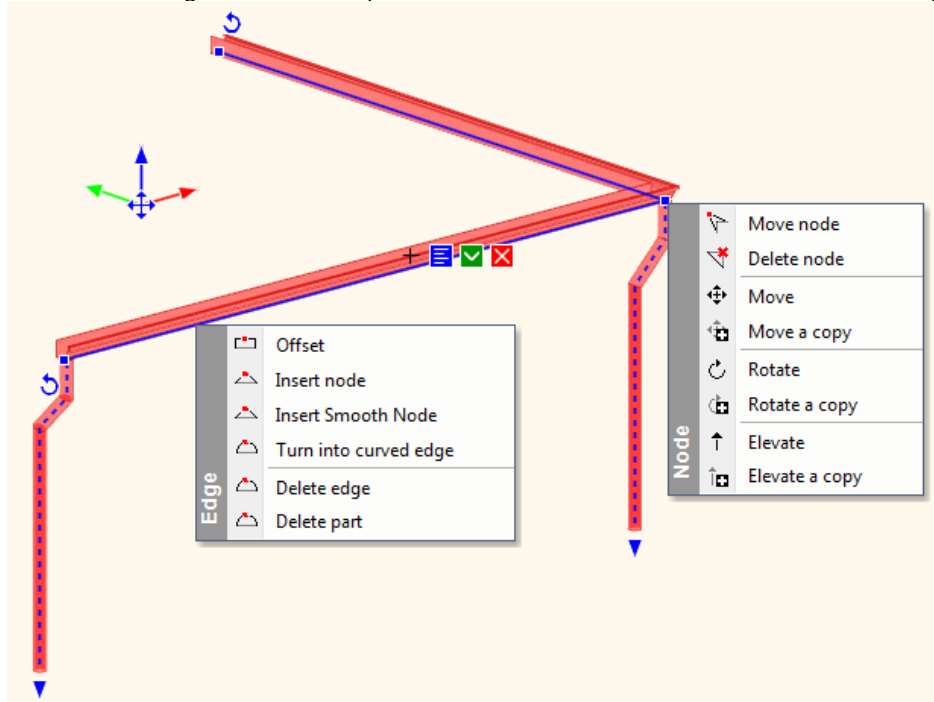 Move node
Delete node
Move
Move a copy
Rotate
Rotate a copy
Elevate
Elevate a copy
Node
Offset
Insert node
Insert Smooth Node
Turn into curved edge
Delete edge
Delete part
Edge